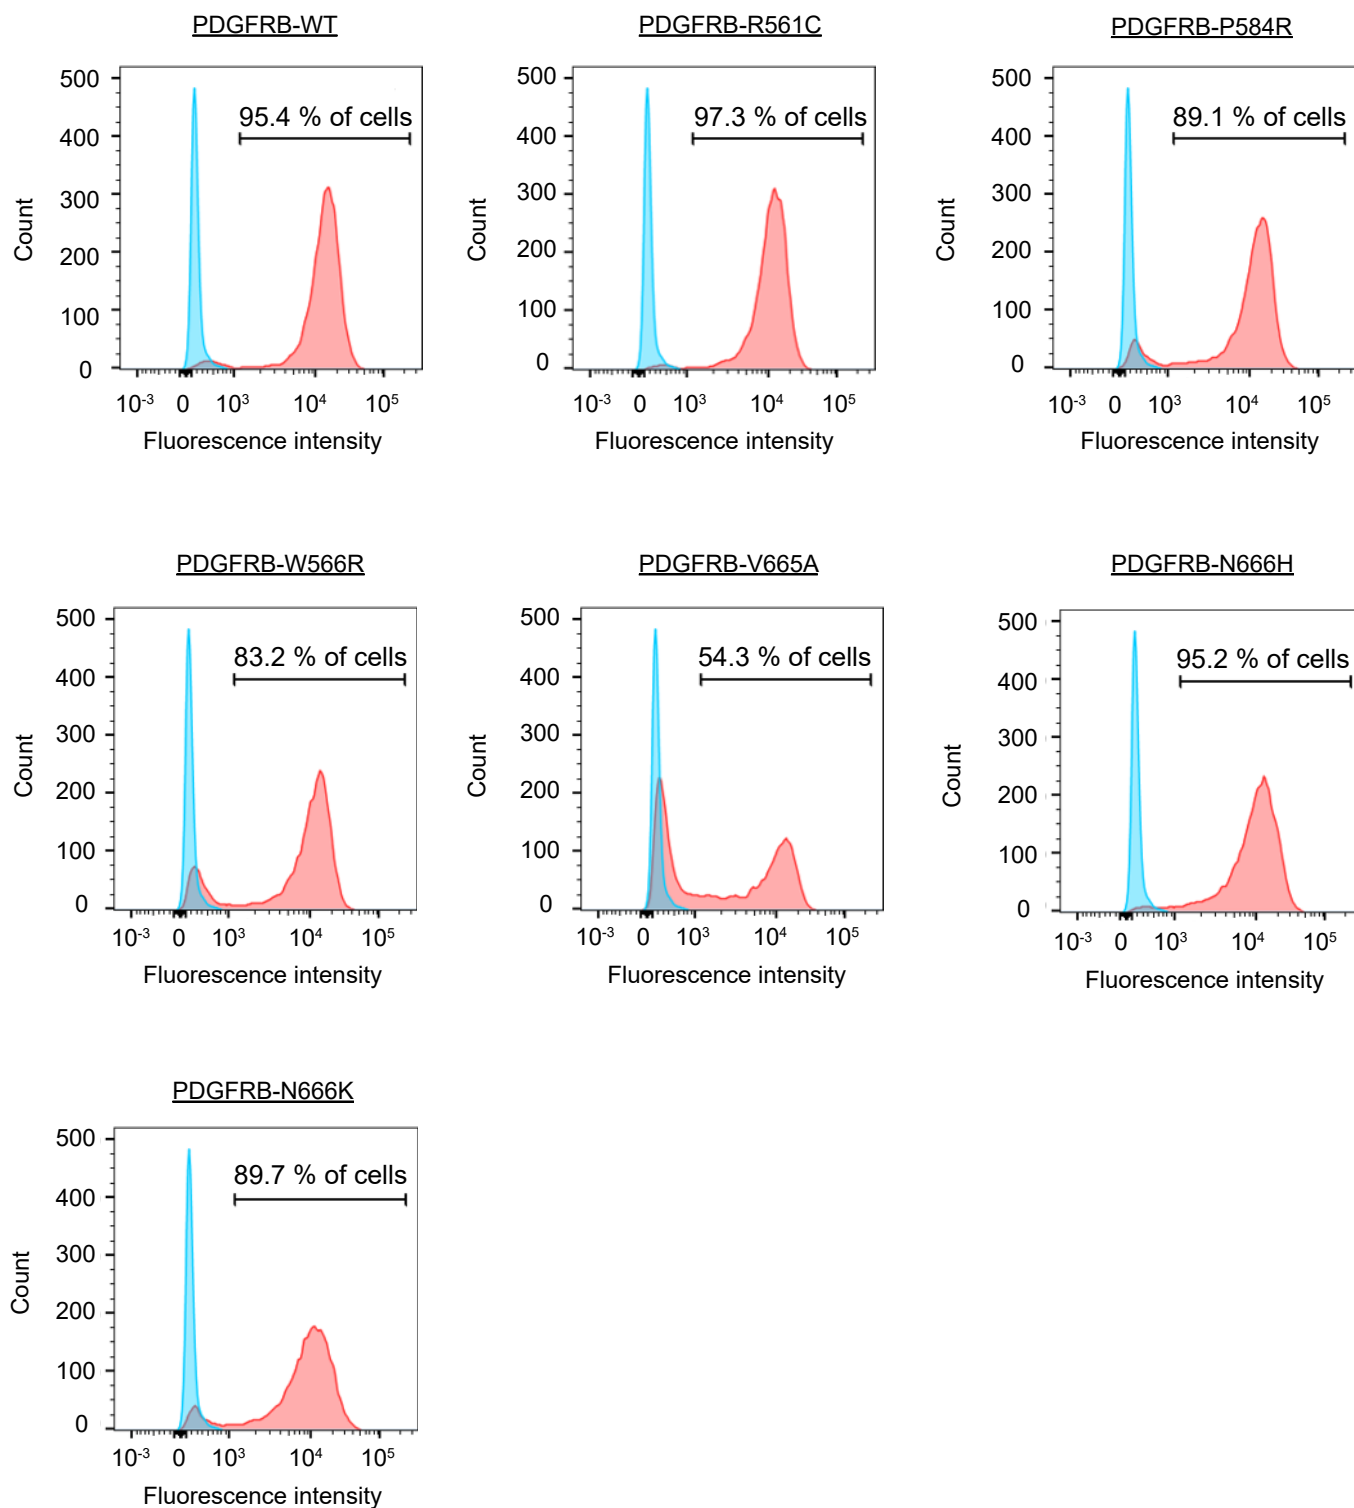 PDGFRB-WT
500
400
300
200
100
0
Count
95.4 % of cells
10-3 0 103 104 105
Fluorescence intensity
PDGFRB-R561C
500
400
300
200
100
0
Count
97.3 % of cells
10-3 0 103 104 105
Fluorescence intensity
PDGFRB-P584R
500
400
300
200
100
0
Count
89.1 % of cells
10-3 0 103 104 105
Fluorescence intensity
PDGFRB-W566R
500
400
300
200
100
0
Count
83.2 % of cells
10-3 0 103 104 105
Fluorescence intensity
PDGFRB-V665A
500
400
300
200
100
0
Count
54.3 % of cells
10-3 0 103 104 105
Fluorescence intensity
PDGFRB-N666H
500
400
300
200
100
0
Count
95.2 % of cells
10-3 0 103 104 105
Fluorescence intensity
PDGFRB-N666K
500
400
300
200
100
0
Count
89.7 % of cells
10-3 0 103 104 105
Fluorescence intensity